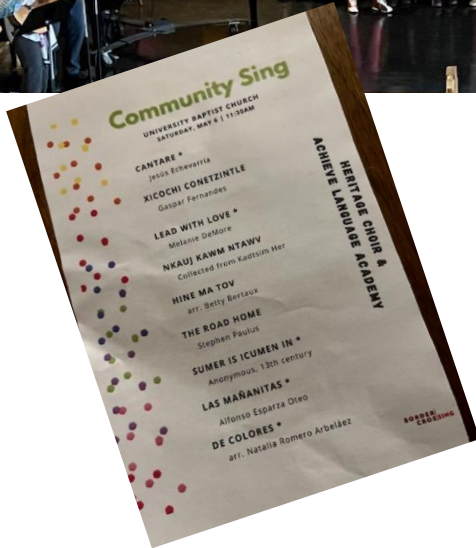 Community Sing
UNIVERSITY BAPTIST CHURCH
SATURDAY, MAY 6 | 11:30AM
CANTARE *
Jesús Echevarría
XICOCHI CONETZINTLE
Gaspar Fernandes
LEAD WITH LOVE *
Melanie DeMore
NKAUJ KAWM NTAWV
Collected from Kadtsim Her
HINE MA TOV
arr. Betty Bertaux
THE ROAD HOME
Stephen Paulus
SUMER IS ICUMEN IN *
Anonymous, 13th century
LAS MAÑANITAS *
Alfonso Esparza Oteo
DE COLORES *
arr. Natalia Romero Arbeláez
HERITAGE CHOIR &
ACHIEVE LANGUAGE ACADEMY
BORDER
CROSSING